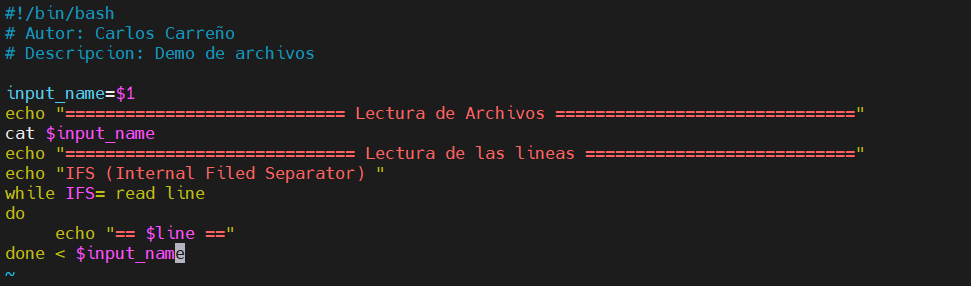 #!/bin/bash
# Autor: Carlos Carreño
# Descripcion: Demo de archivos
input_name=$1
echo "============================ Lectura de Archivos =============================="
cat $input_name
echo "============================= Lectura de las lineas ==========================="
echo "IFS (Internal Filed Separator) "
while IFS= read line
do
     echo "== $line =="
done < $input_name
~